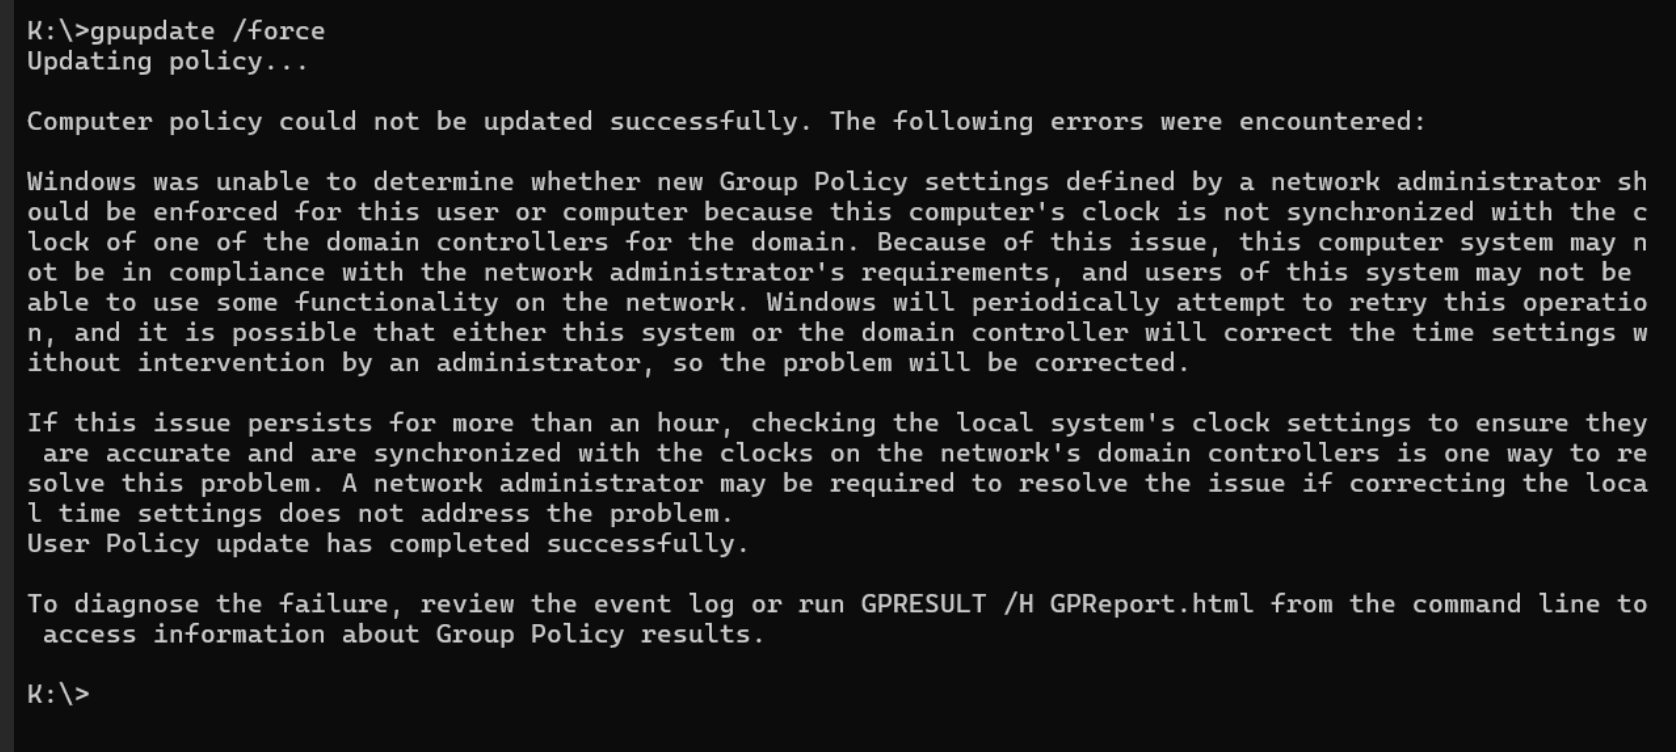 K:\>gpupdate /force
Updating policy...
Computer policy could not be updated successfully. The following errors were encountered:
Windows was unable to determine whether new Group Policy settings defined by a network administrator sh
ould be enforced for this user or computer because this computer's clock is not synchronized with the c
lock of one of the domain controllers for the domain. Because of this issue, this computer system may n
ot be in compliance with the network administrator's requirements, and users of this system may not be
able to use some functionality on the network. Windows will periodically attempt to retry this operatio
n, and it is possible that either this system or the domain controller will correct the time settings w
ithout intervention by an administrator, so the problem will be corrected.
If this issue persists for more than an hour, checking the local system's clock settings to ensure they
 are accurate and are synchronized with the clocks on the network's domain controllers is one way to re
solve this problem. A network administrator may be required to resolve the issue if correcting the loca
l time settings does not address the problem.
User Policy update has completed successfully.
To diagnose the failure, review the event log or run GPRESULT /H GPReport.html from the command line to
 access information about Group Policy results.
K:\>